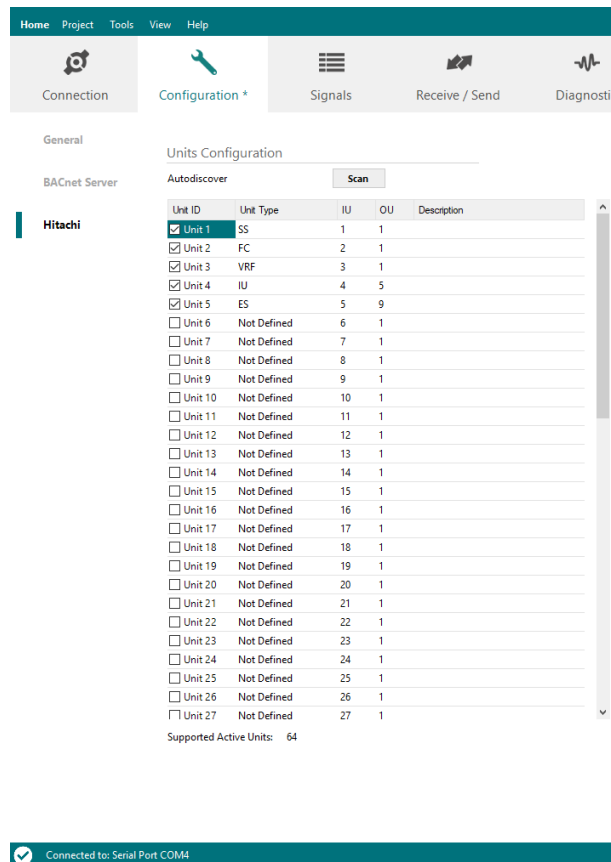 Home Project Tools View Help
Connection Configuration * Signals Receive / Send Diagnosti
General
Units Configuration
BACnet Server
Autodiscover Scan
Hitachi
Unit ID Unit Type IU OU Description
Unit 1 SS 1 1
Unit 2 FC 2 1
Unit 3 VRF 3 1
Unit 4 IU 4 5
Unit 5 ES 5 9
Unit 6 Not Defined 6 1
Unit 7 Not Defined 7 1
Unit 8 Not Defined 8 1
Unit 9 Not Defined 9 1
Unit 10 Not Defined 10 1
Unit 11 Not Defined 11 1
Unit 12 Not Defined 12 1
Unit 13 Not Defined 13 1
Unit 14 Not Defined 14 1
Unit 15 Not Defined 15 1
Unit 16 Not Defined 16 1
Unit 17 Not Defined 17 1
Unit 18 Not Defined 18 1
Unit 19 Not Defined 19 1
Unit 20 Not Defined 20 1
Unit 21 Not Defined 21 1
Unit 22 Not Defined 22 1
Unit 23 Not Defined 23 1
Unit 24 Not Defined 24 1
Unit 25 Not Defined 25 1
Unit 26 Not Defined 26 1
Unit 27 Not Defined 27 1
Supported Active Units: 64
Connected to: Serial Port COM4